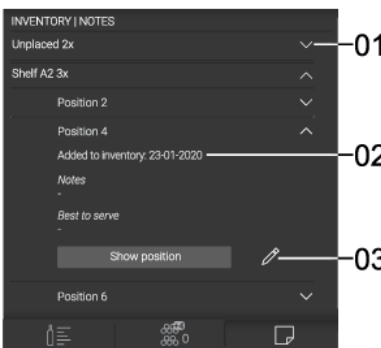 INVENTORY | NOTES
Unplaced 2x
01
Shelf A2 3x
Position 2
Position 4
Added to inventory: 23-01-2020
02
Notes
-
Best to serve
-
Show position
03
Position 6
0